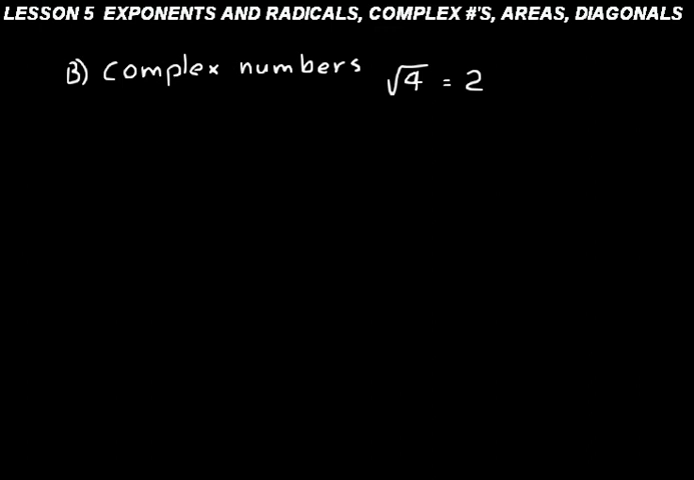 LESSON 5 EXPONENTS AND RADICALS, COMPLEX #'S, AREAS, DIAGONALS
B) Complex numbers √4 = 2